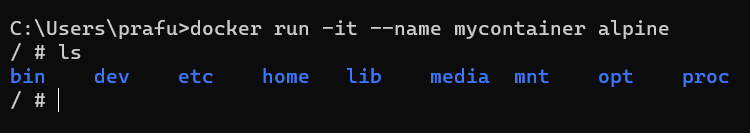 C:\Users\prafu>docker run -it --name mycontainer alpine
/ # ls
bin    dev    etc    home   lib    media  mnt    opt    proc
/ #